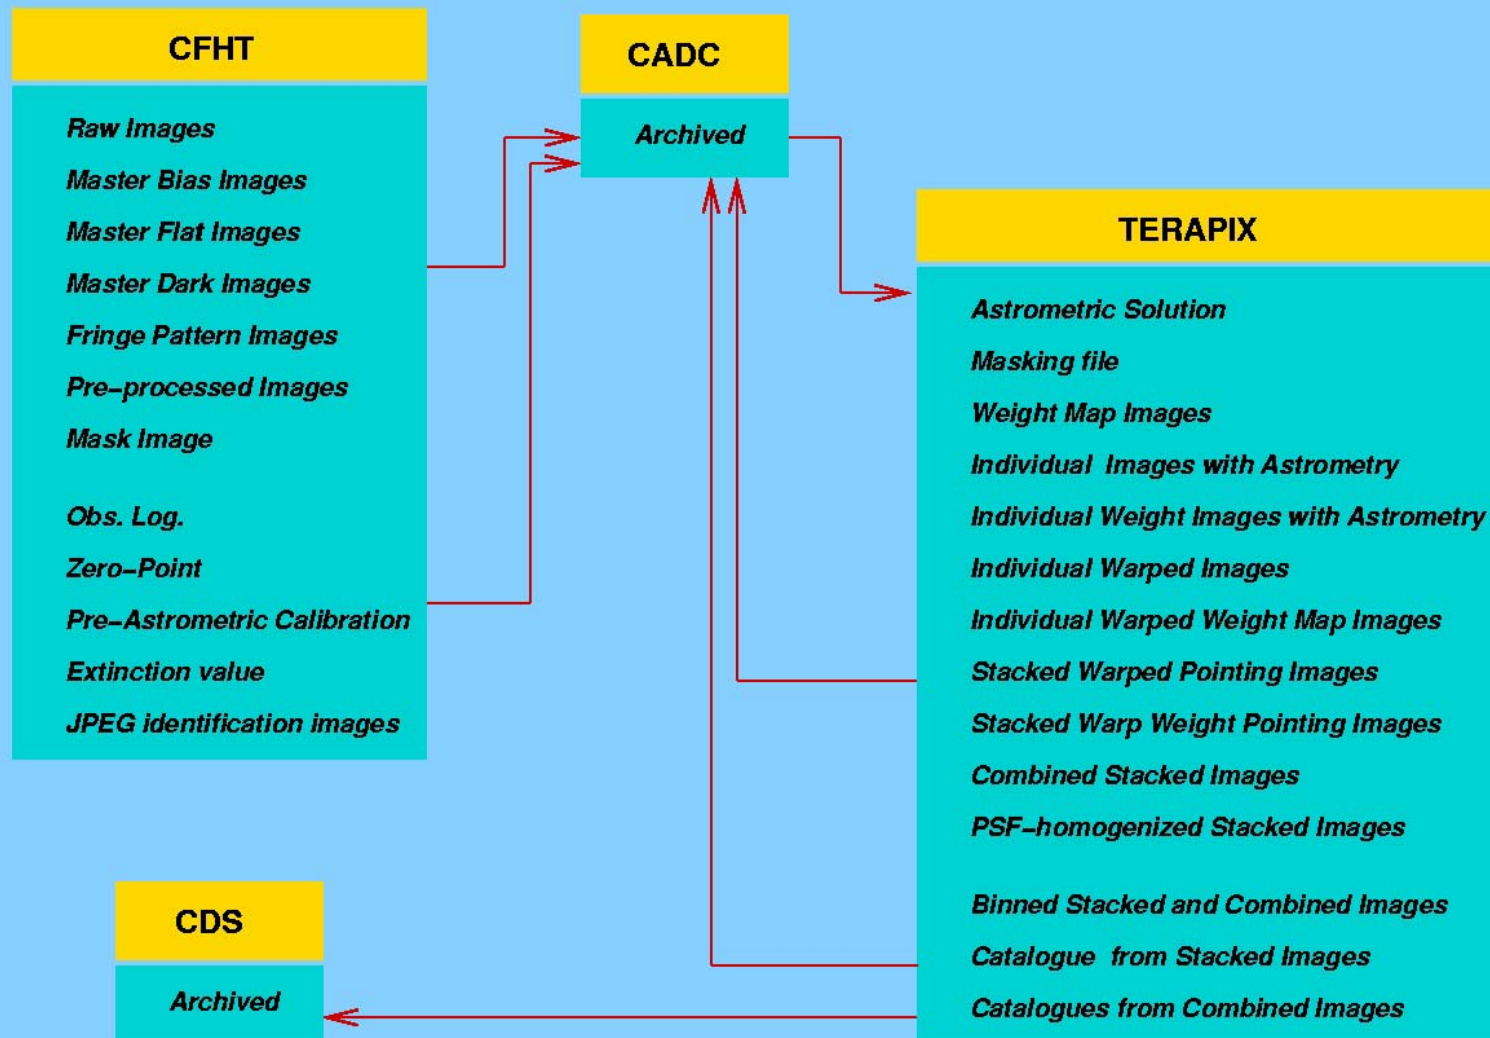 CFHT
Raw Images
Master Bias Images
Master Flat Images
Master Dark Images
Fringe Pattern Images
Pre-processed Images
Mask Image
Obs. Log.
Zero-Point
Pre-Astrometric Calibration
Extinction value
JPEG identification images
CADC
Archived
TERAPIX
Astrometric Solution
Masking file
Weight Map Images
Individual Images with Astrometry
Individual Weight Images with Astrometry
Individual Warped Images
Individual Warped Weight Map Images
Stacked Warped Pointing Images
Stacked Warp Weight Pointing Images
Combined Stacked Images
PSF-homogenized Stacked Images
Binned Stacked and Combined Images
Catalogue from Stacked Images
Catalogues from Combined Images
CDS
Archived